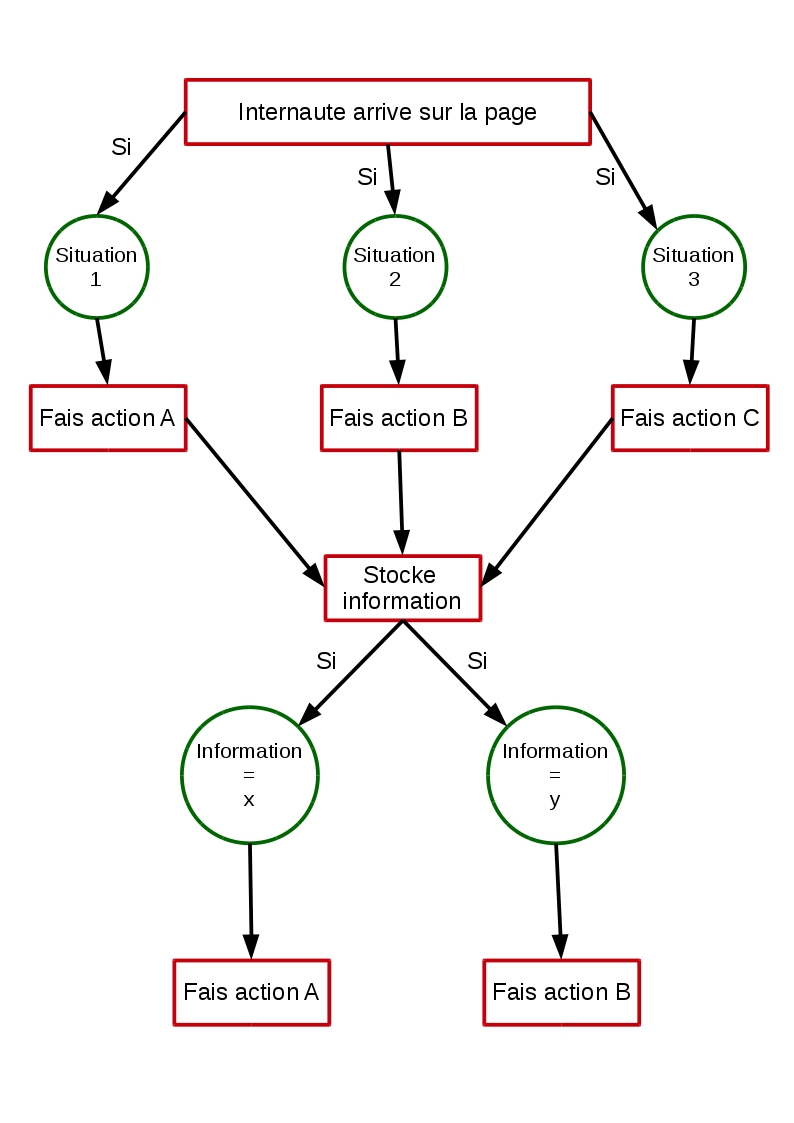 Internaute arrive sur la page
Si
Si
Si
Situation
1
Situation
2
Situation
3
Fais action A
Fais action B
Fais action C
Stocke
information
Si
Si
Information
=
x
Information
=
y
Fais action A
Fais action B